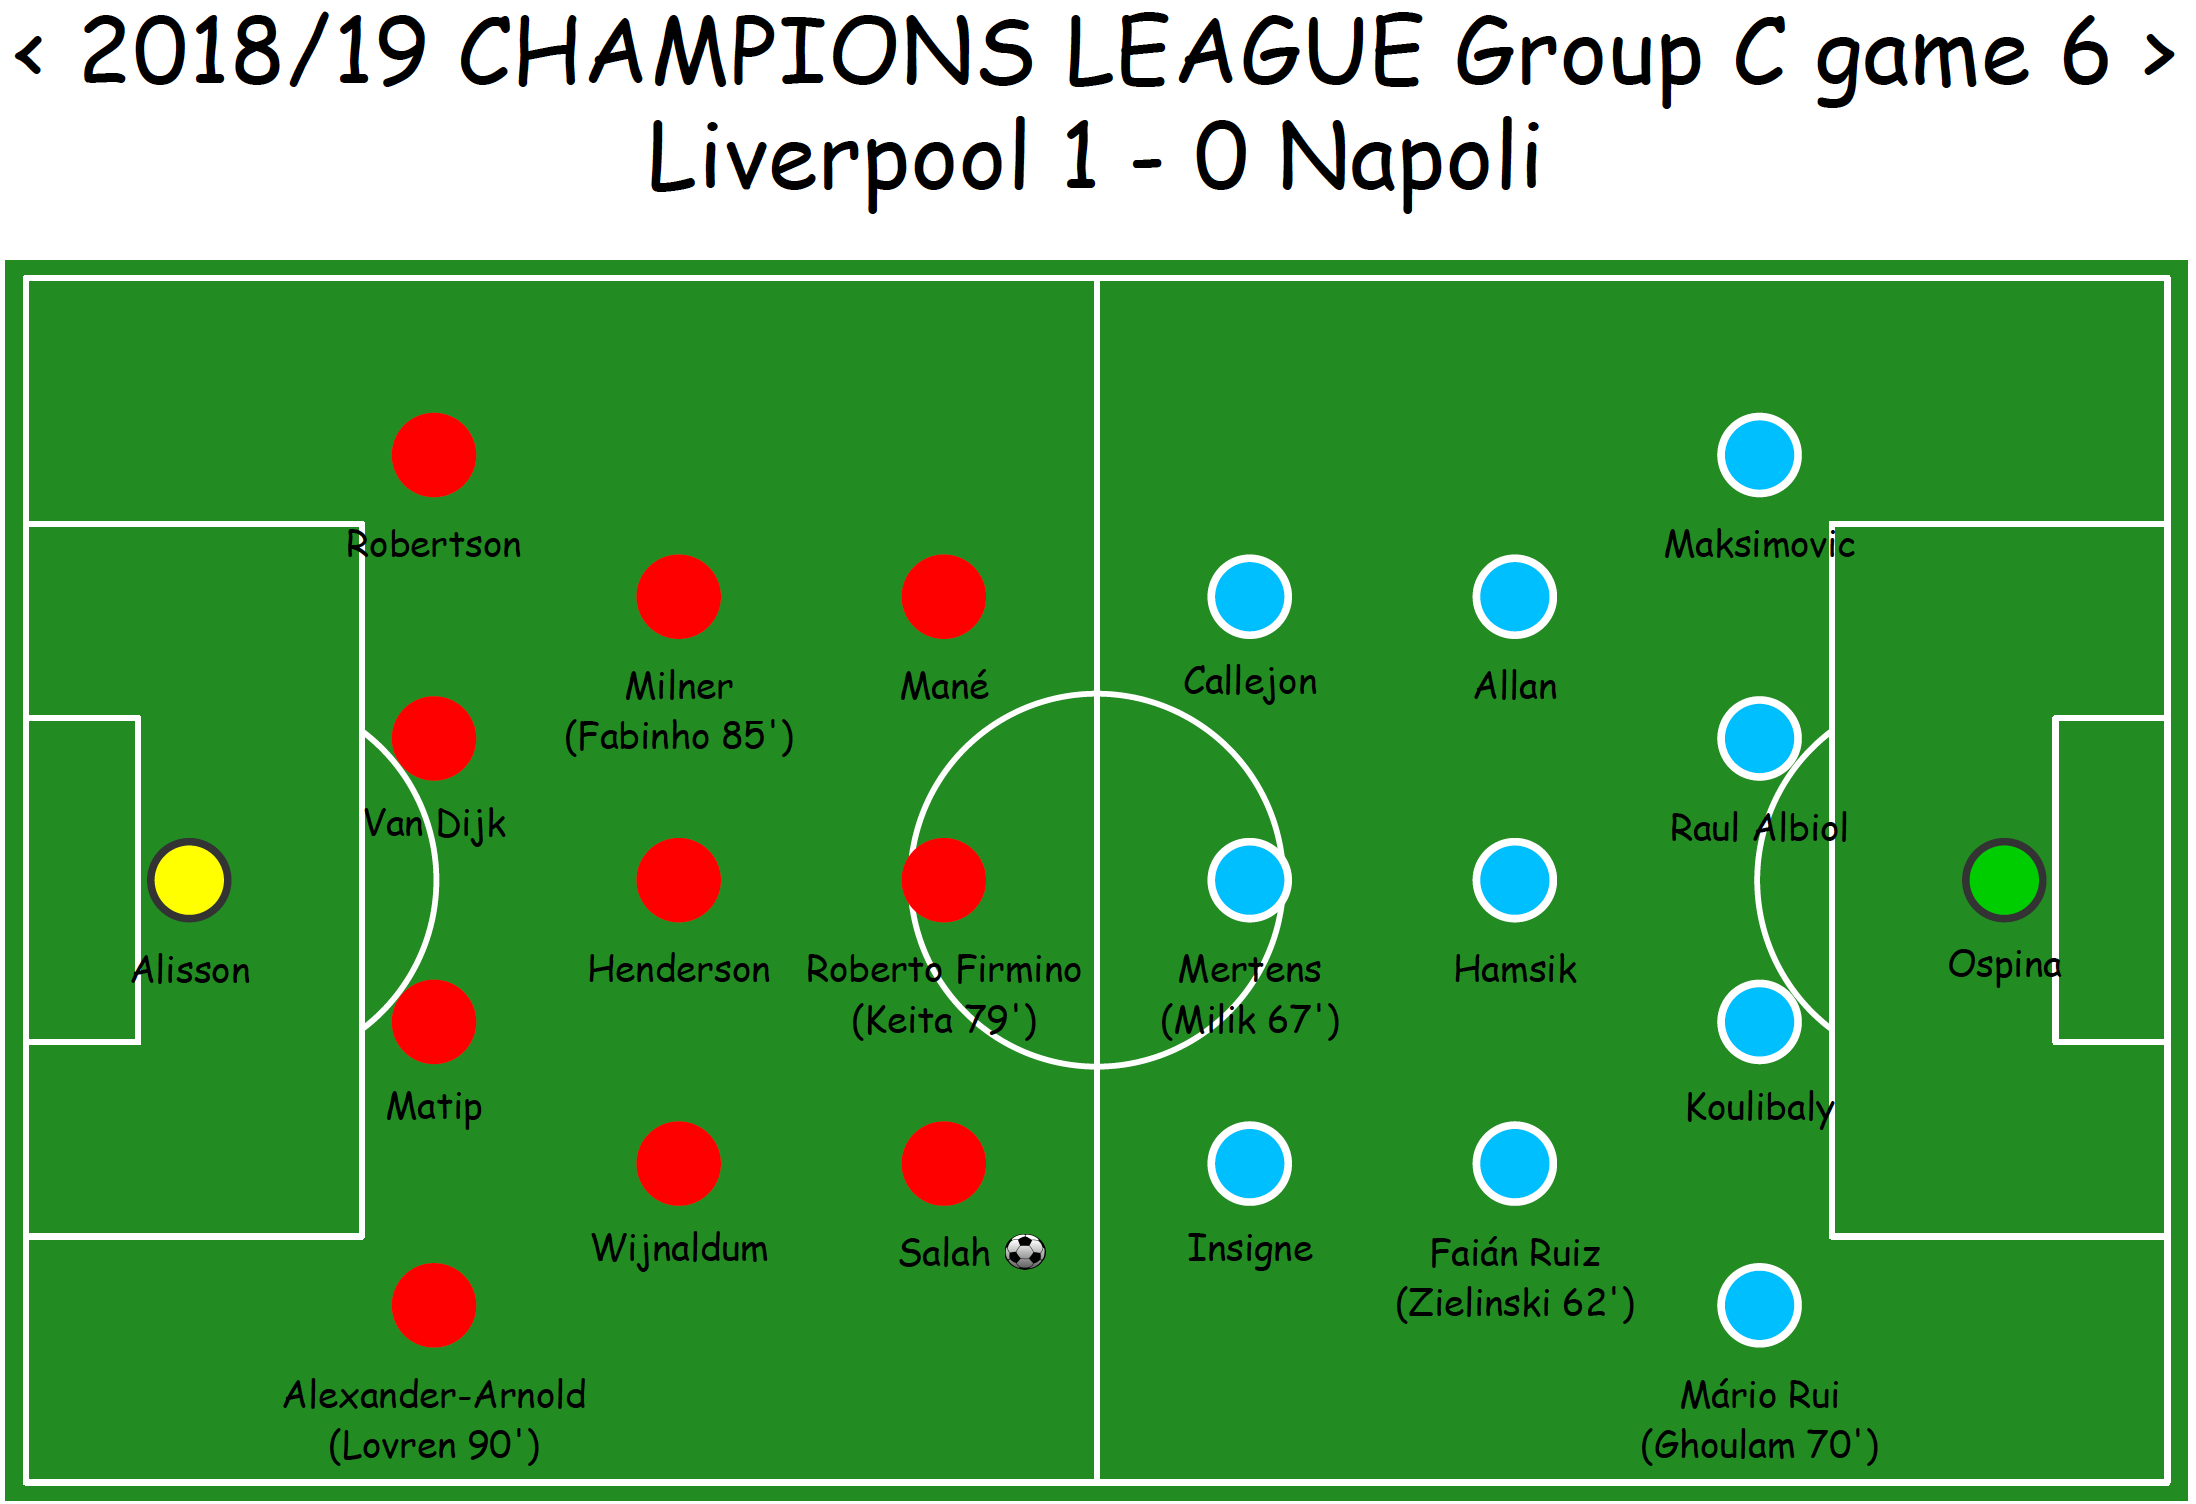 < 2018/19 CHAMPIONS LEAGUE Group C game 6 >
Liverpool 1 - 0 Napoli
Robertson
Maksimovic
Milner
(Fabinho 85')
Mané
Callejon
Allan
Van Dijk
Raul Albiol
Alisson
Henderson
Roberto Firmino
(Keita 79')
Mertens
(Milik 67')
Hamsik
Ospina
Matip
Koulibaly
Wijnaldum
Salah
Insigne
Faián Ruiz
(Zielinski 62')
Alexander-Arnold
(Lovren 90')
Mário Rui
(Ghoulam 70')